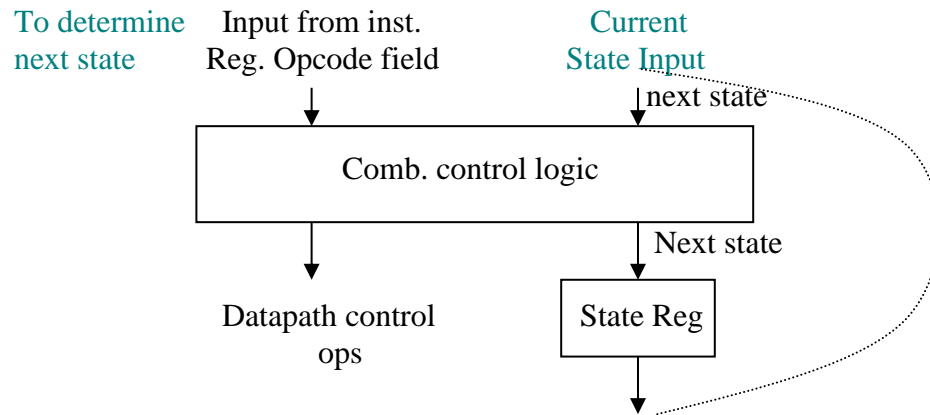 To determine
next state
Input from inst.
Reg. Opcode field
Current
State Input
next state
Comb. control logic
Next state
Datapath control
ops
State Reg